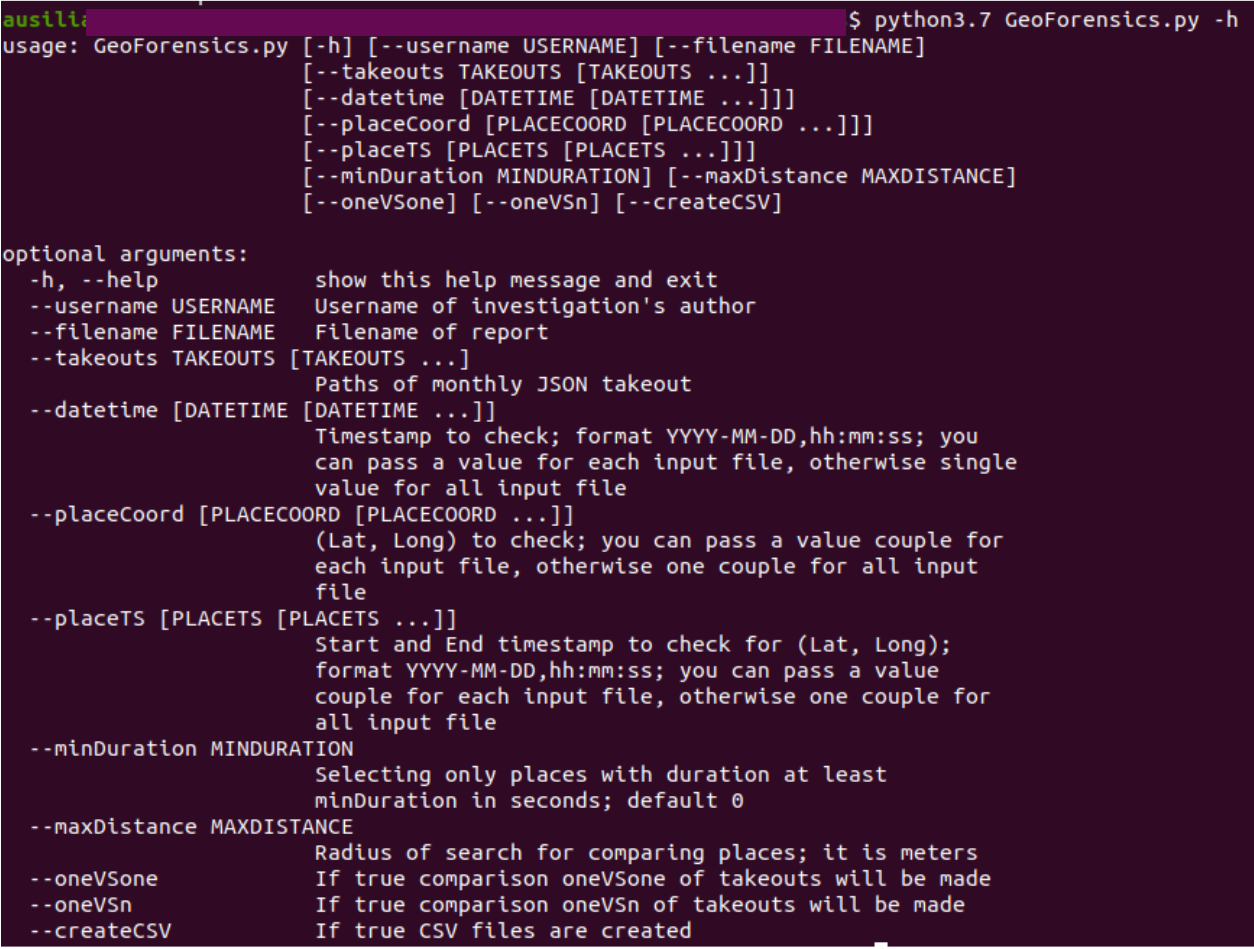 ausilia $ python3.7 GeoForensics.py -h
usage: GeoForensics.py [-h] [--username USERNAME] [--filename FILENAME]
[--takeouts TAKEOUTS [TAKEOUTS ...]]
[--datetime [DATETIME [DATETIME ...]]]
[--placeCoord [PLACECOORD [PLACECOORD ...]]]
[--placeTS [PLACETS [PLACETS ...]]]
[--minDuration MINDURATION] [--maxDistance MAXDISTANCE]
[--oneVSone] [--oneVSn] [--createCSV]
optional arguments:
-h, --help show this help message and exit
--username USERNAME Username of investigation's author
--filename FILENAME Filename of report
--takeouts TAKEOUTS [TAKEOUTS ...]
Paths of monthly JSON takeout
--datetime [DATETIME [DATETIME ...]]
Timestamp to check; format YYYY-MM-DD,hh:mm:ss; you
can pass a value for each input file, otherwise single
value for all input file
--placeCoord [PLACECOORD [PLACECOORD ...]]
(Lat, Long) to check; you can pass a value couple for
each input file, otherwise one couple for all input
file
--placeTS [PLACETS [PLACETS ...]]
Start and End timestamp to check for (Lat, Long);
format YYYY-MM-DD,hh:mm:ss; you can pass a value
couple for each input file, otherwise one couple for
all input file
--minDuration MINDURATION
Selecting only places with duration at least
minDuration in seconds; default 0
--maxDistance MAXDISTANCE
Radius of search for comparing places; it is meters
--oneVSone If true comparison oneVSone of takeouts will be made
--oneVSn If true comparison oneVSn of takeouts will be made
--createCSV If true CSV files are created